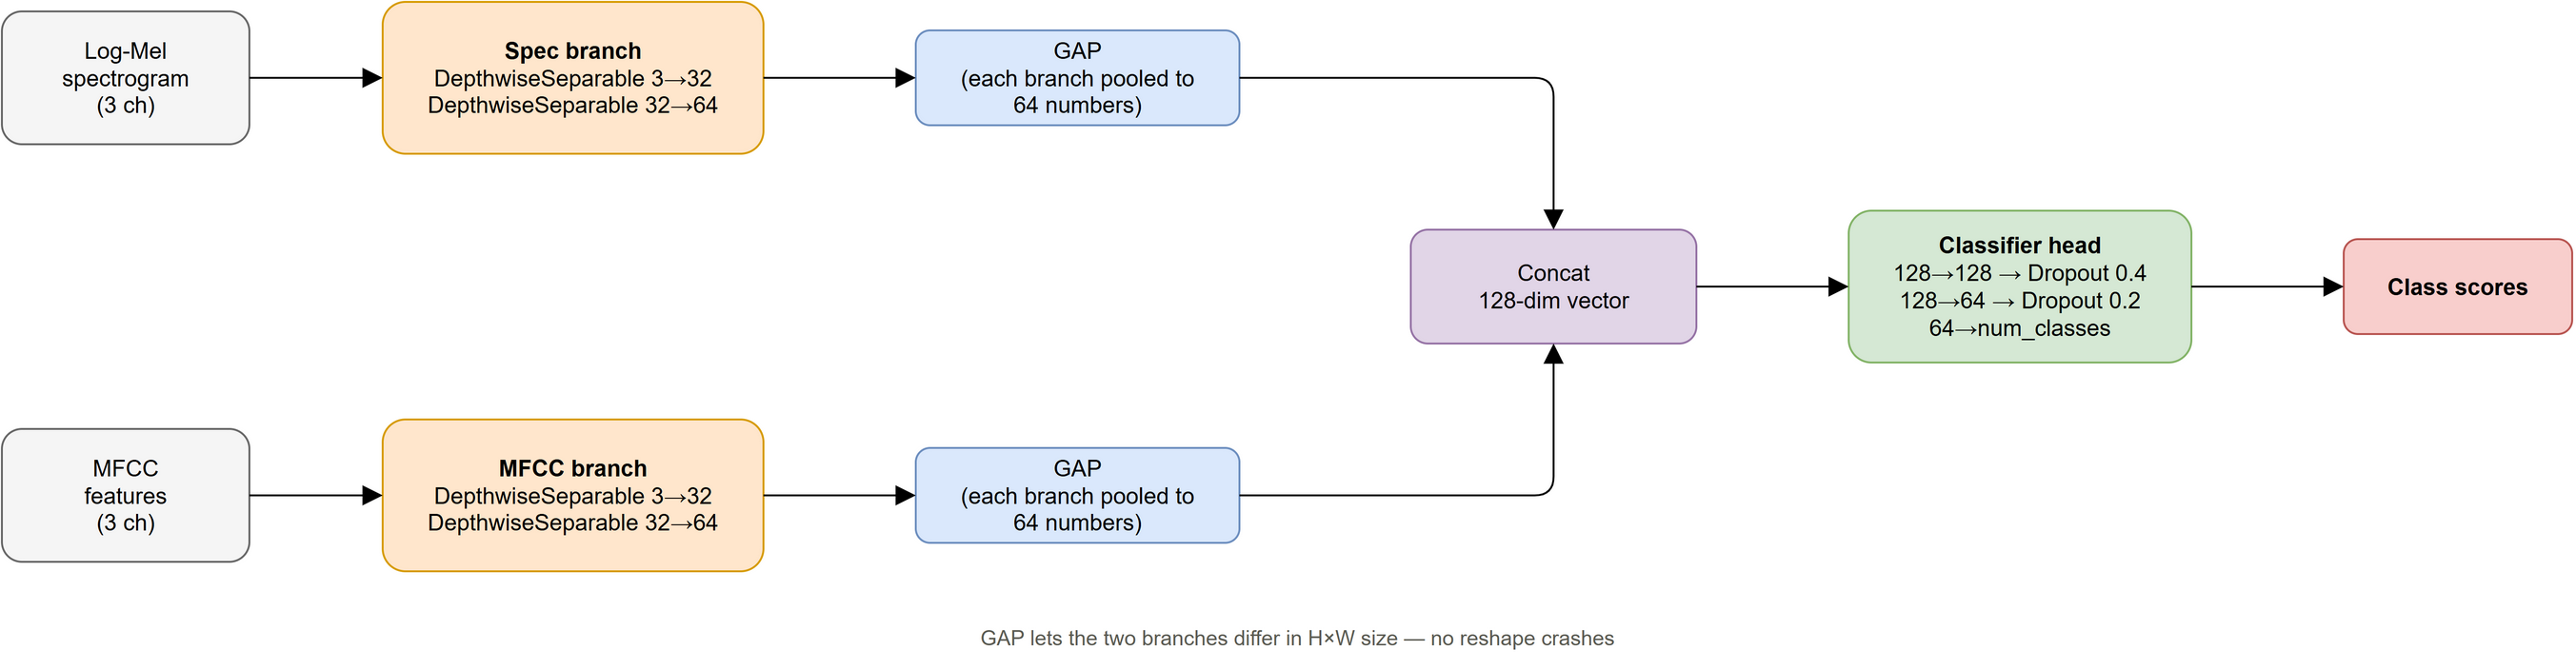 Log-Mel
spectrogram
(3 ch)
Spec branch
DepthwiseSeparable 3→32
DepthwiseSeparable 32→64
GAP
(each branch pooled to
64 numbers)
Concat
128-dim vector
Classifier head
128→128 → Dropout 0.4
128→64 → Dropout 0.2
64→num_classes
Class scores
MFCC
features
(3 ch)
MFCC branch
DepthwiseSeparable 3→32
DepthwiseSeparable 32→64
GAP
(each branch pooled to
64 numbers)
GAP lets the two branches differ in H×W size — no reshape crashes